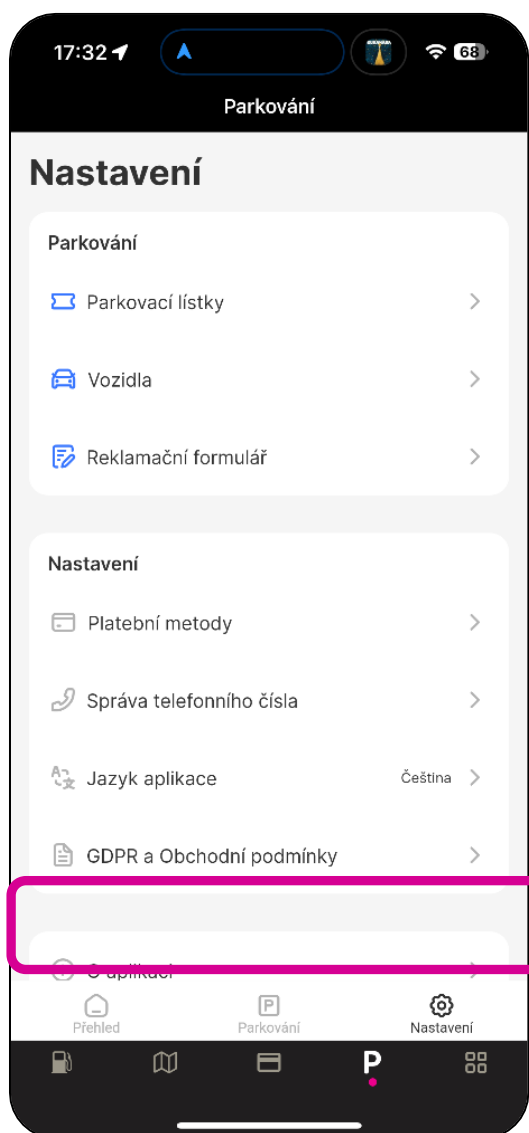 17:32
68
Parkování
Nastavení
Parkování
Parkovací lístky
Vozidla
Reklamační formulář
Nastavení
Platební metody
Správa telefonního čísla
Jazyk aplikace Čeština
GDPR a Obchodní podmínky
O aplikaci
Přehled Parkování Nastavení
P